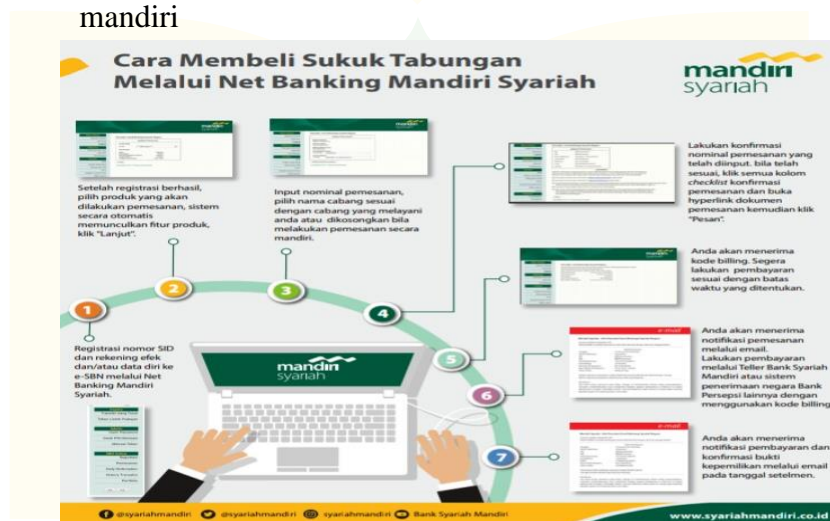 mandiri
Cara Membeli Sukuk Tabungan
Melalui Net Banking Mandiri Syariah
mandiri
syariah
Setelah registrasi berhasil,
pilih produk yang akan
dilakukan pemesanan, sistem
secara otomatis
memunculkan fitur produk,
klik "Lanjut".
Input nominal pemesanan,
pilih nama cabang sesuai
dengan cabang yang melayani
anda atau dikosongkan bila
melakukan pemesanan secara
mandiri.
Lakukan konfirmasi
nominal pemesanan yang
telah diinput. bila telah
sesuai, klik semua kolom
checklist konfirmasi
pemesanan dan buka
hyperlink dokumen
pemesanan kemudian klik
"Pesan".
Anda akan menerima
kode billing. Segera
lakukan pembayaran
sesuai dengan batas
waktu yang ditentukan.
1
2
3
4
5
6
7
Registrasi nomor SID
dan rekening efek
dan/atau data diri ke
e-SBN melalui Net
Banking Mandiri
Syariah.
mandiri
syariah
e-mail
Anda akan menerima
notifikasi pemesanan
melalui email.
Lakukan pembayaran
melalui Teller Bank Syariah
Mandiri atau sistem
penerimaan negara Bank
Persepsi lainnya dengan
menggunakan kode billing
e-mail
Anda akan menerima
notifikasi pembayaran dan
konfirmasi bukti
kepemilikan melalui email
pada tanggal setelmen.
@syariahmandiri @syariahmandiri syariahmandiri Bank Syariah Mandiri
www.syariahmandiri.co.id